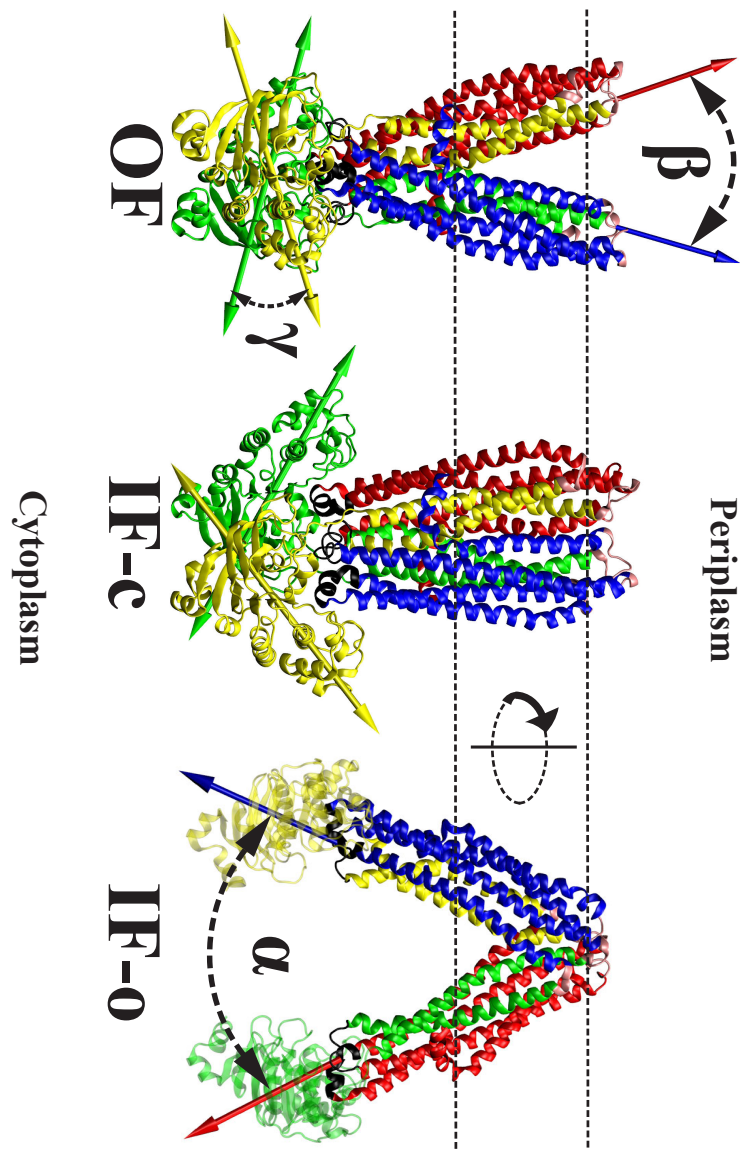 Periplasm
β
γ
α
OF
IF-c
IF-o
Cytoplasm